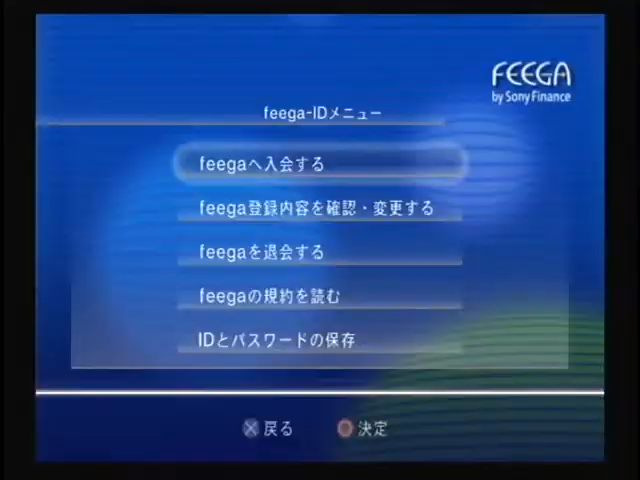 FEEGA
by Sony Finance
feega-IDメニュー
feegaへ入会する
feega登録内容を確認・変更する
feegaを退会する
feegaの規約を読む
IDとパスワードの保存
戻る 決定